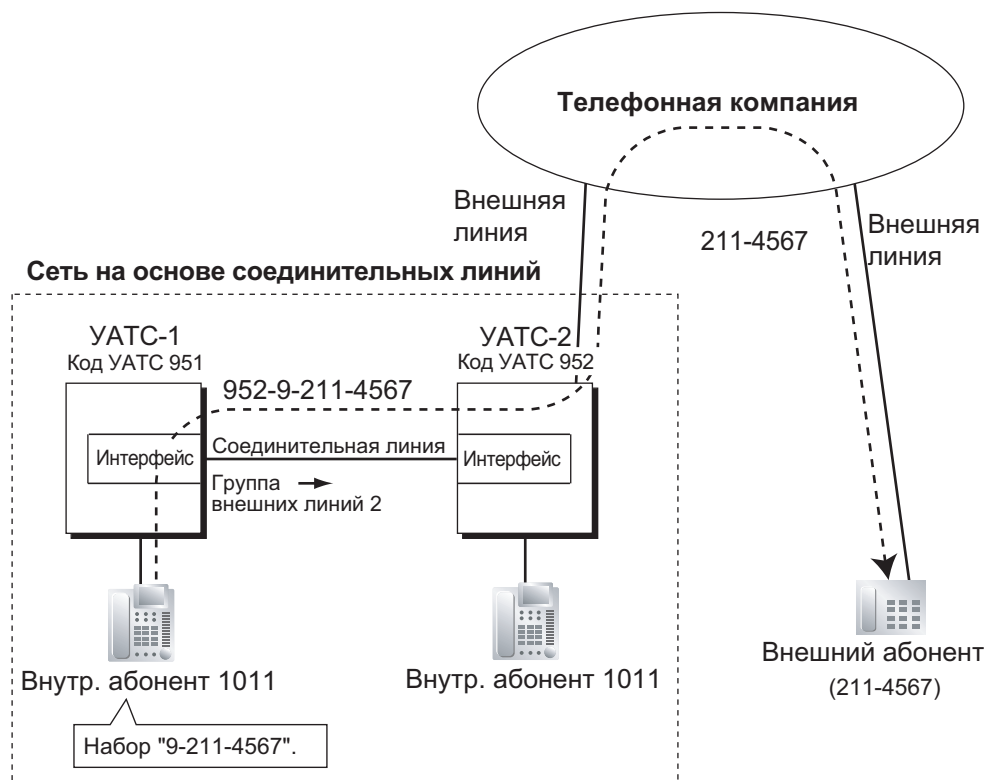 Телефонная компания
Внешняя
линия
211-4567
Внешняя
линия
Сеть на основе соединительных линий
УАТС-1
Код УАТС 951
УАТС-2
Код УАТС 952
952-9-211-4567
Интерфейс
Соединительная линия
Интерфейс
Группа
внешних линий 2
Внутр. абонент 1011
Внутр. абонент 1011
Внешний абонент
(211-4567)
Набор "9-211-4567".